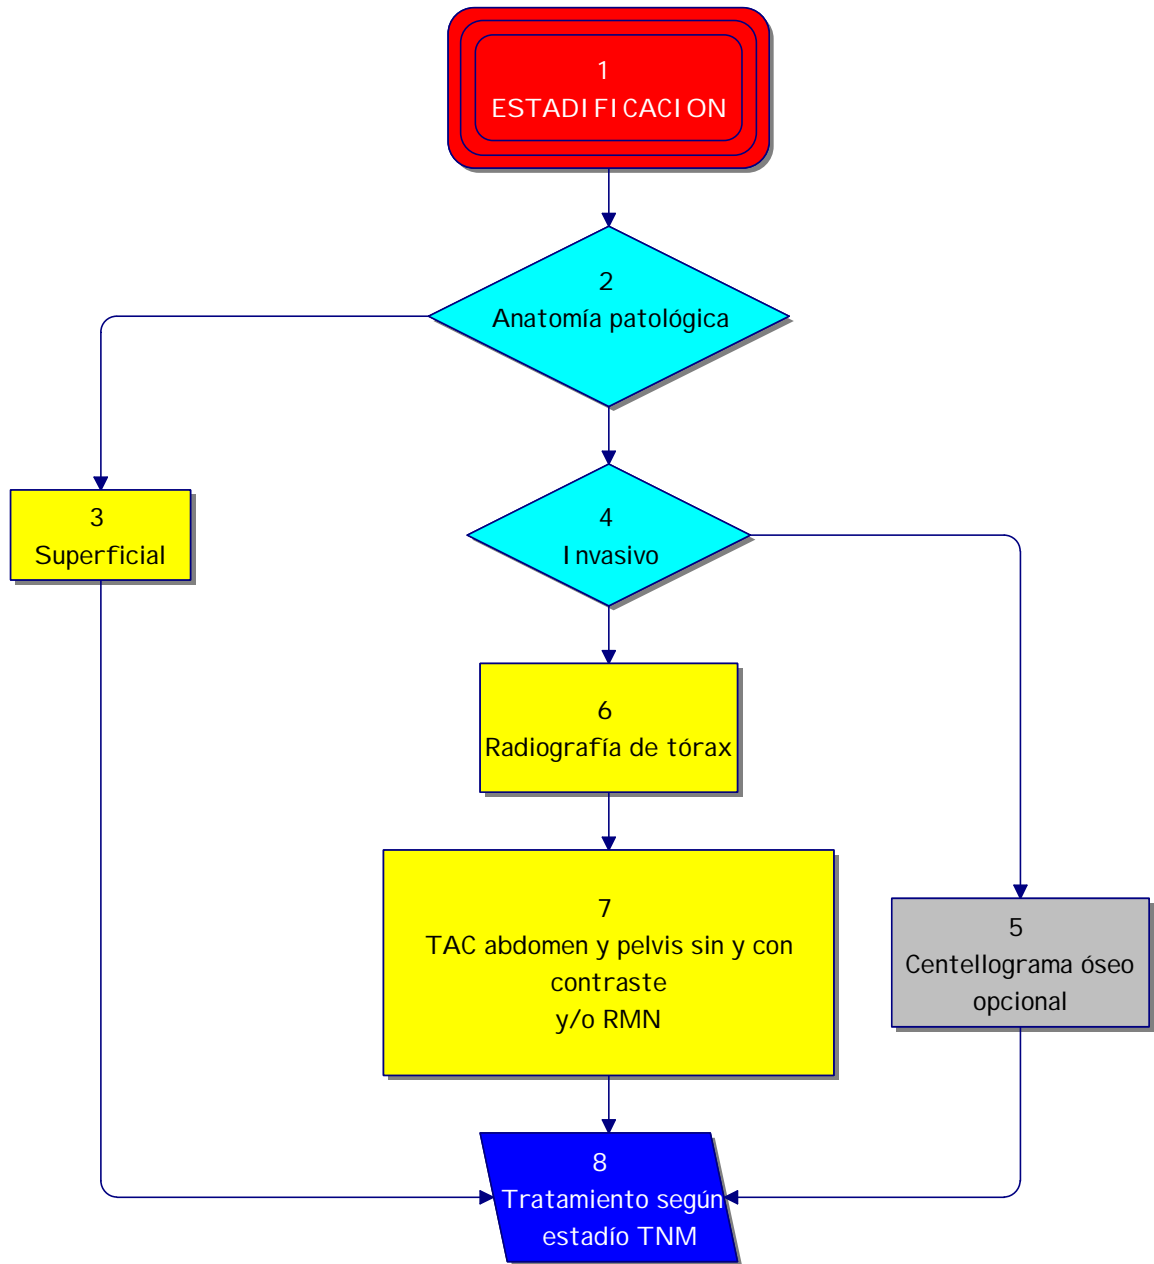 1
ESTADIFICACION
2
Anatomía patológica
3
Superficial
4
Invasivo
6
Radiografía de tórax
7
TAC abdomen y pelvis sin y con
contraste
y/o RMN
5
Centellograma óseo
opcional
8
Tratamiento según
estadío TNM